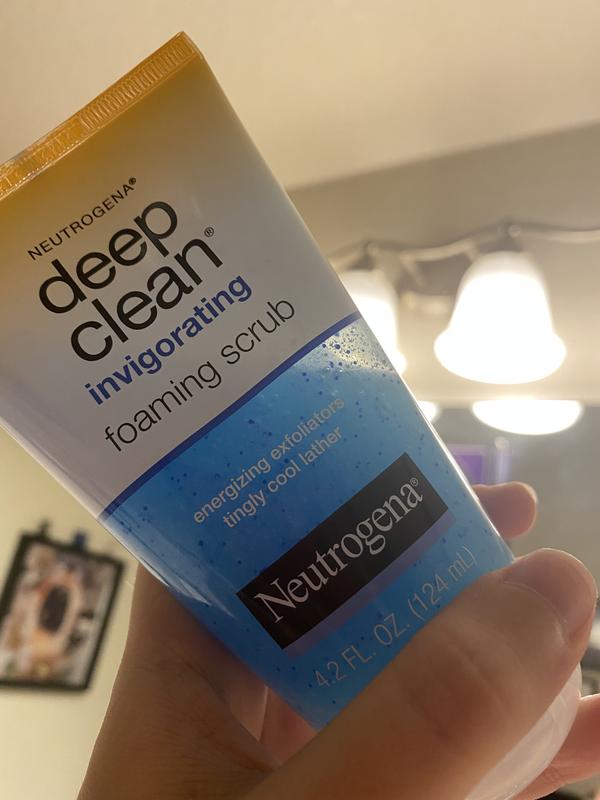 NEUTROGENA®
deep
clean®
invigorating
foaming scrub
energizing exfoliators
tingly cool lather
Neutrogena®
4.2 FL. OZ. (124 mL)